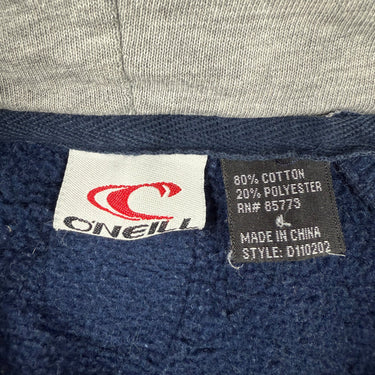 O'NEILL
80% COTTON
20% POLYESTER
RN# 85773
L
MADE IN CHINA
STYLE: D110202